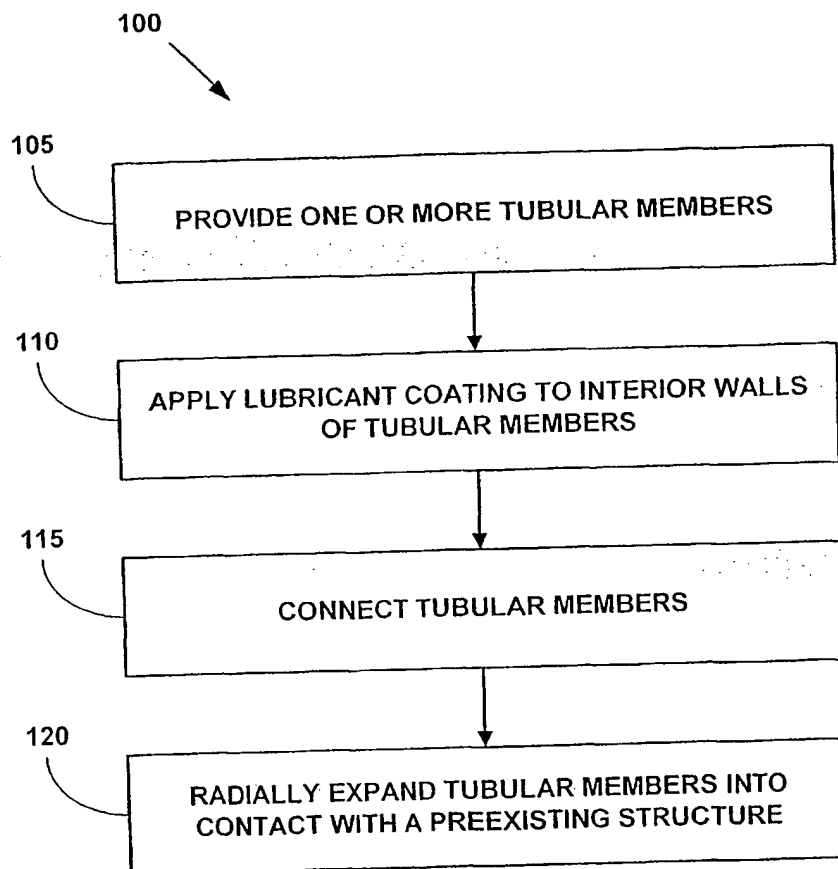 100
105
PROVIDE ONE OR MORE TUBULAR MEMBERS
110
APPLY LUBRICANT COATING TO INTERIOR WALLS
OF TUBULAR MEMBERS
115
CONNECT TUBULAR MEMBERS
120
RADIALLY EXPAND TUBULAR MEMBERS INTO
CONTACT WITH A PREEXISTING STRUCTURE